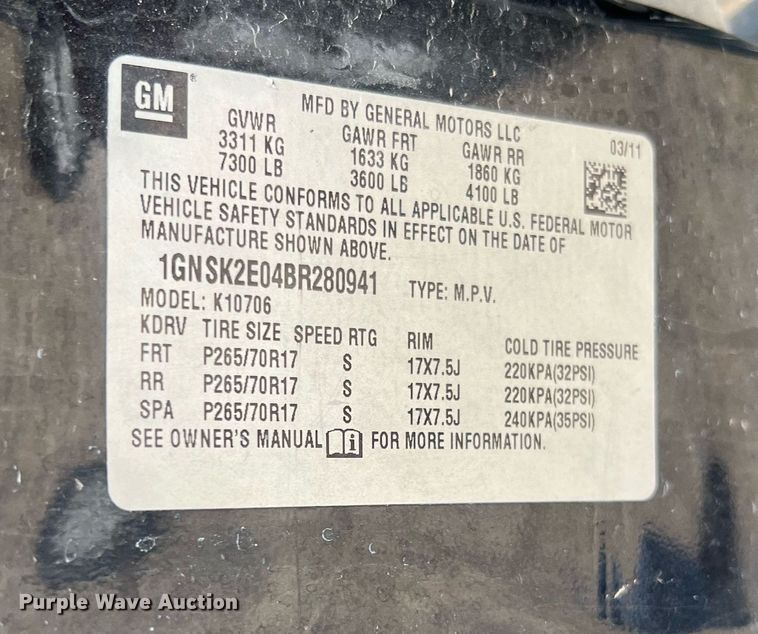 GM
MFD BY GENERAL MOTORS LLC
03/11
GVWR GAWR FRT GAWR RR
3311 KG 1633 KG 1860 KG
7300 LB 3600 LB 4100 LB
THIS VEHICLE CONFORMS TO ALL APPLICABLE U.S. FEDERAL MOTOR
VEHICLE SAFETY STANDARDS IN EFFECT ON THE DATE OF
MANUFACTURE SHOWN ABOVE.
1GNSK2E04BR280941 TYPE: M.P.V.
MODEL: K10706
KDRV TIRE SIZE SPEED RTG RIM COLD TIRE PRESSURE
FRT P265/70R17 S 17X7.5J 220KPA(32PSI)
RR P265/70R17 S 17X7.5J 220KPA(32PSI)
SPA P265/70R17 S 17X7.5J 240KPA(35PSI)
SEE OWNER'S MANUAL i FOR MORE INFORMATION.
Purple Wave Auction